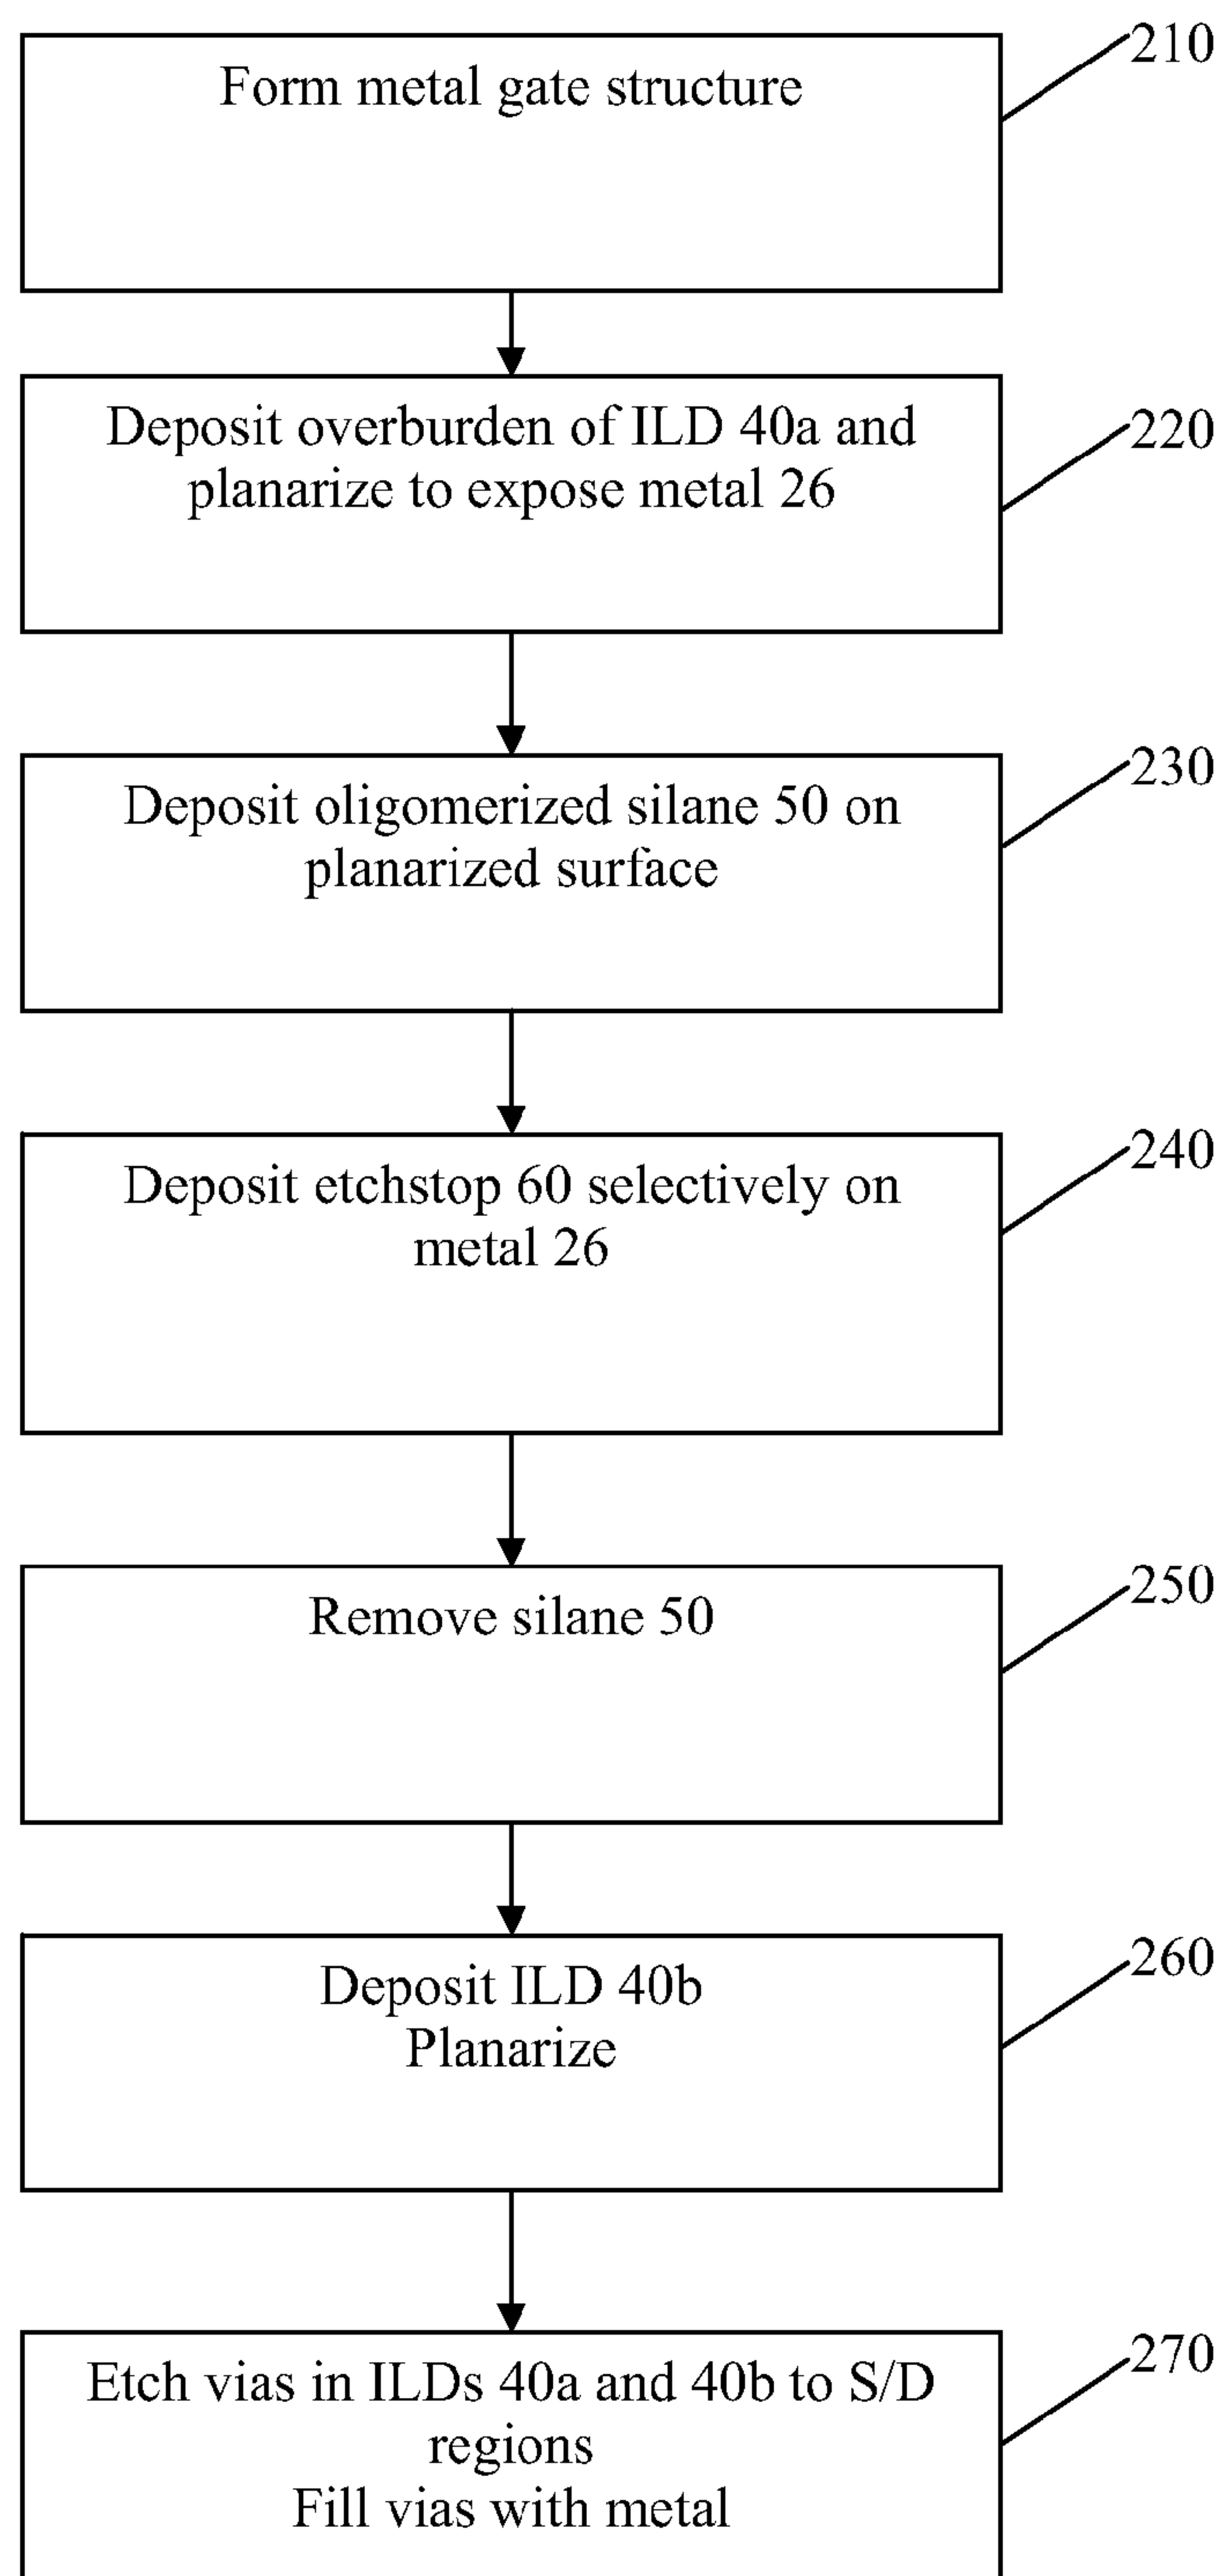 210
Form metal gate structure
220
Deposit overburden of ILD 40a and
planarize to expose metal 26
230
Deposit oligomerized silane 50 on
planarized surface
240
Deposit etchstop 60 selectively on
metal 26
250
Remove silane 50
260
Deposit ILD 40b
Planarize
270
Etch vias in ILDs 40a and 40b to S/D
regions
Fill vias with metal